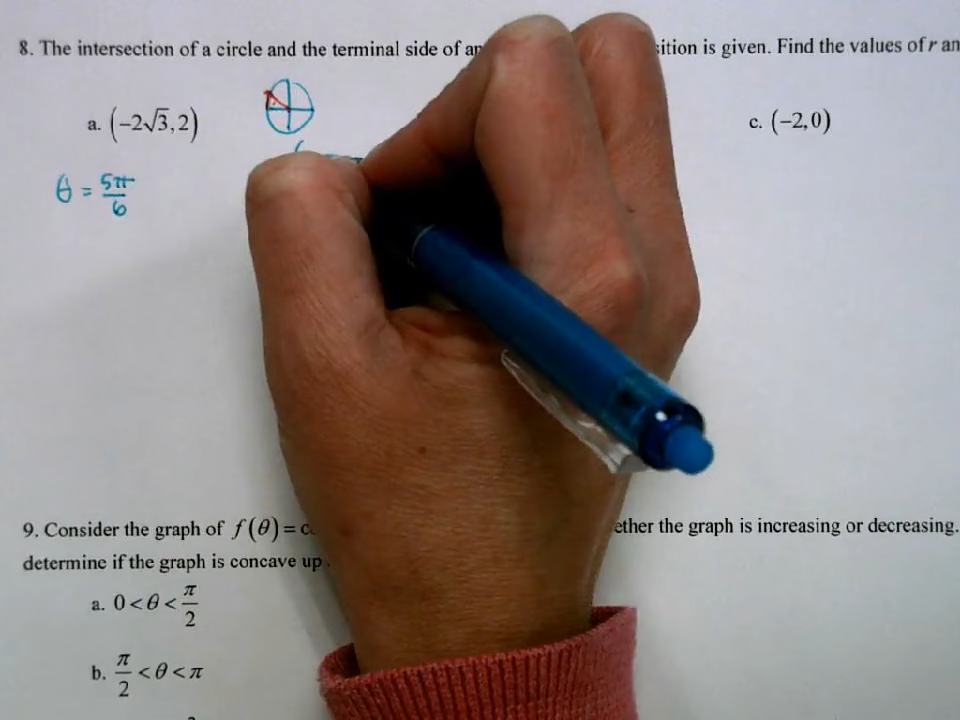 8. The intersection of a circle and the terminal side of an sition is given. Find the values of r an
a. (−2√3, 2)
c. (−2, 0)
θ = 5π/6
9. Consider the graph of f(θ) = c ether the graph is increasing or decreasing.
determine if the graph is concave up
a. 0 < θ < π/2
b. π/2 < θ < π